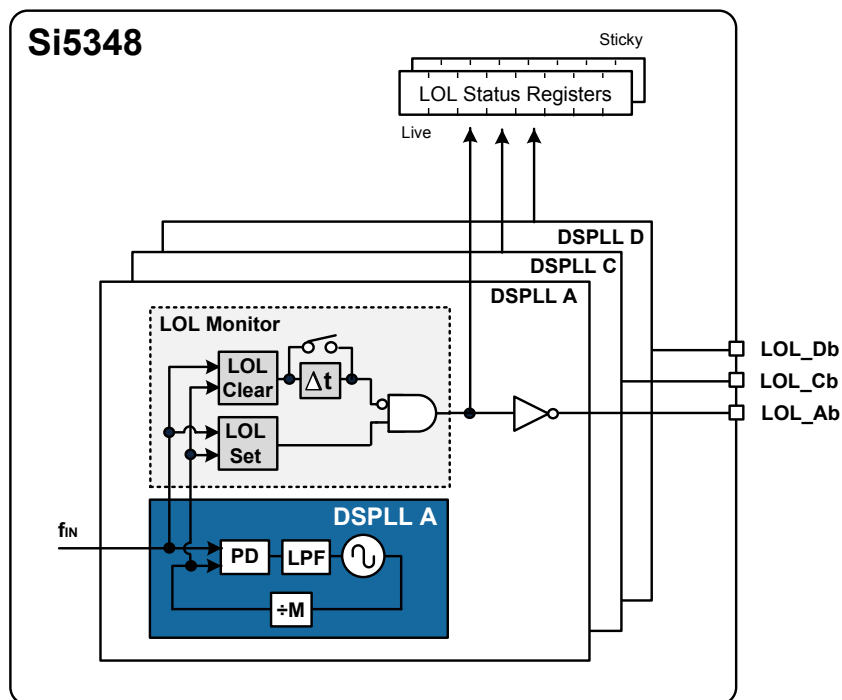 Si5348
Sticky
LOL Status Registers
Live
DSPLL D
DSPLL C
DSPLL A
LOL Monitor
LOL
Clear
Δt
LOL
Set
LOL_Db
LOL_Cb
LOL_Ab
DSPLL A
fIN
PD
LPF
÷M